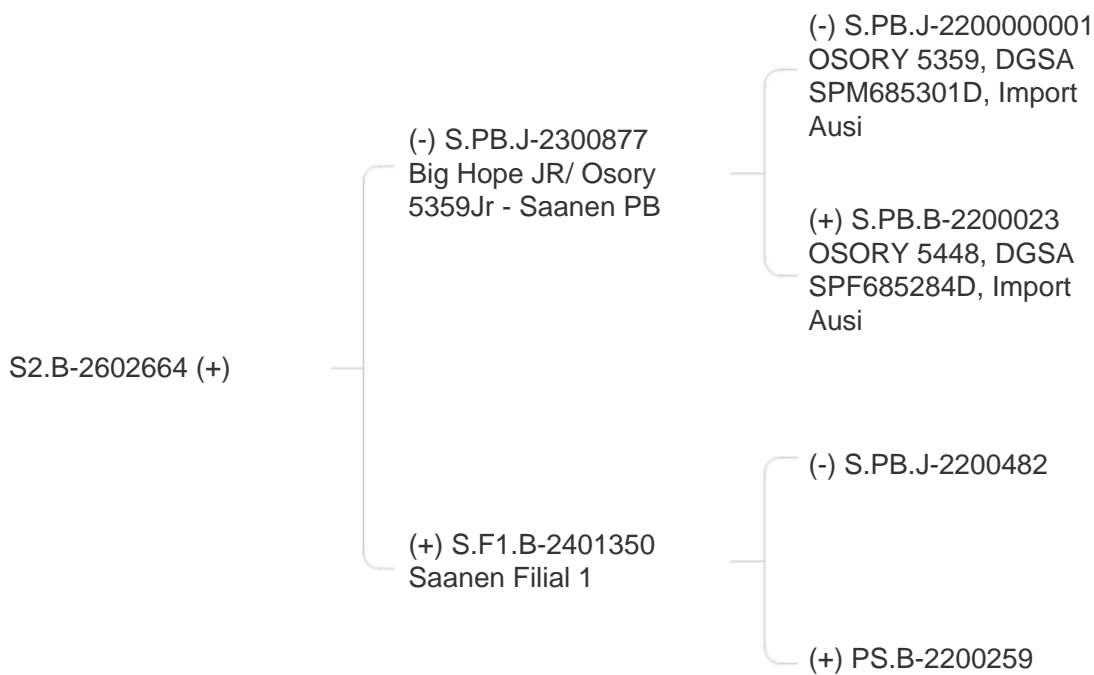 (-) S.PB.J-2200000001
OSORY 5359, DGSA
SPM685301D, Import
Ausi
(-) S.PB.J-2300877
Big Hope JR/ Osory
5359Jr - Saanen PB
(+) S.PB.B-2200023
OSORY 5448, DGSA
SPF685284D, Import
Ausi
S2.B-2602664 (+)
(-) S.PB.J-2200482
(+) S.F1.B-2401350
Saanen Filial 1
(+) PS.B-2200259